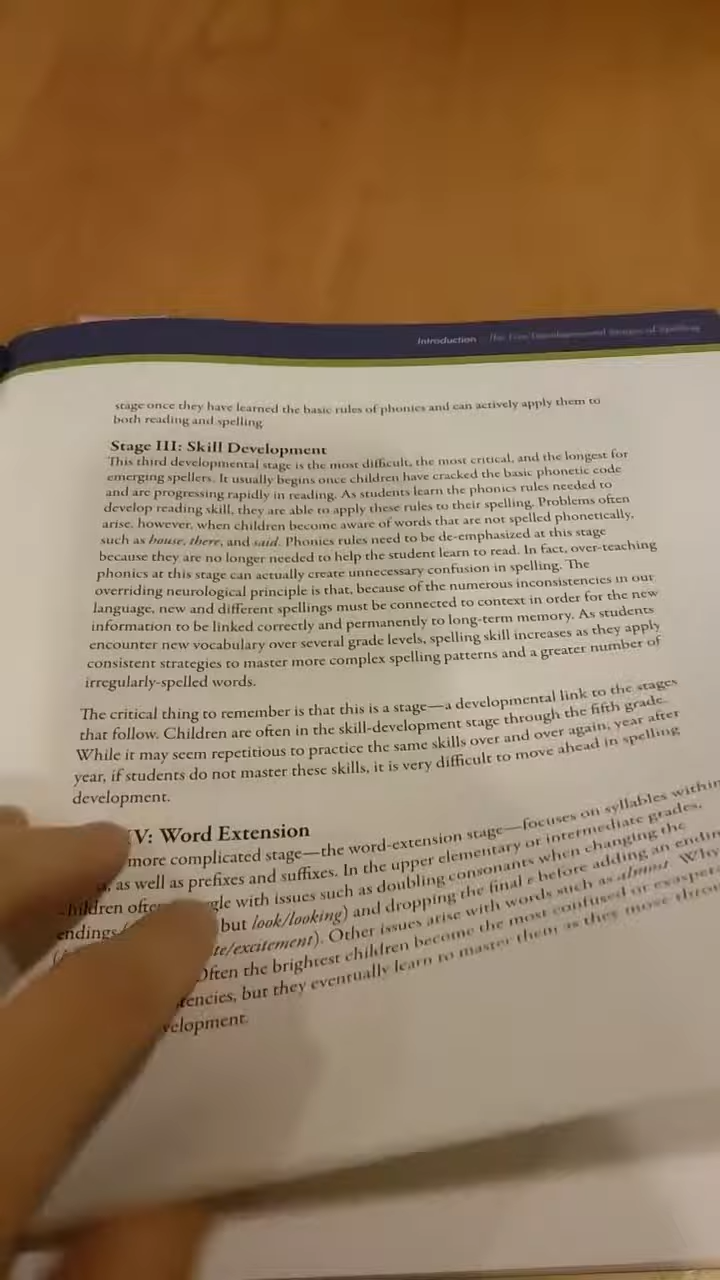 Introduction The Five Developmental Stages of Spelling
stage once they have learned the basic rules of phonics and can actively apply them to
both reading and spelling
Stage III: Skill Development
This third developmental stage is the most difficult, the most critical, and the longest for
emerging spellers. It usually begins once children have cracked the basic phonetic code
and are progressing rapidly in reading. As students learn the phonics rules needed to
develop reading skill, they are able to apply these rules to their spelling. Problems often
arise, however, when children become aware of words that are not spelled phonetically,
such as house, there, and said. Phonics rules need to be de-emphasized at this stage
because they are no longer needed to help the student learn to read. In fact, over-teaching
phonics at this stage can actually create unnecessary confusion in spelling. The
overriding neurological principle is that, because of the numerous inconsistencies in our
language, new and different spellings must be connected to context in order for the new
information to be linked correctly and permanently to long-term memory. As students
encounter new vocabulary over several grade levels, spelling skill increases as they apply
consistent strategies to master more complex spelling patterns and a greater number of
irregularly-spelled words.
The critical thing to remember is that this is a stage—a developmental link to the stages
that follow. Children are often in the skill-development stage through the fifth grade.
While it may seem repetitious to practice the same skills over and over again, year after
year, if students do not master these skills, it is very difficult to move ahead in spelling
development.
IV: Word Extension
more complicated stage—the word-extension stage—focuses on syllables within
as well as prefixes and suffixes. In the upper elementary or intermediate grades,
children often gle with issues such as doubling consonants when changing the
endings but look/looking) and dropping the final e before adding an ending
te/excitement). Other issues arise with words such as almost. Why
Often the brightest children become the most confused or exaspera
tencies, but they eventually learn to master them as they move throu
velopment.